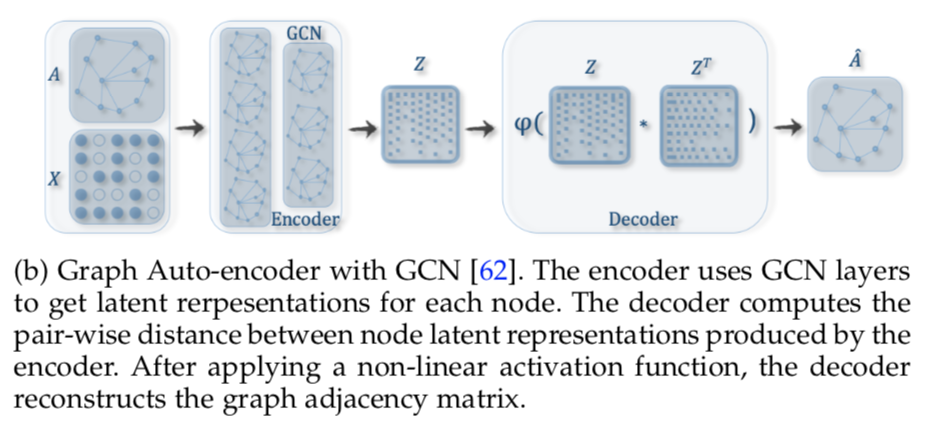 A
X
GCN
Encoder
Z
φ(
Z
*
Zᵀ
)
Decoder
Â
(b) Graph Auto-encoder with GCN [62]. The encoder uses GCN layers
to get latent rerpesentations for each node. The decoder computes the
pair-wise distance between node latent representations produced by the
encoder. After applying a non-linear activation function, the decoder
reconstructs the graph adjacency matrix.